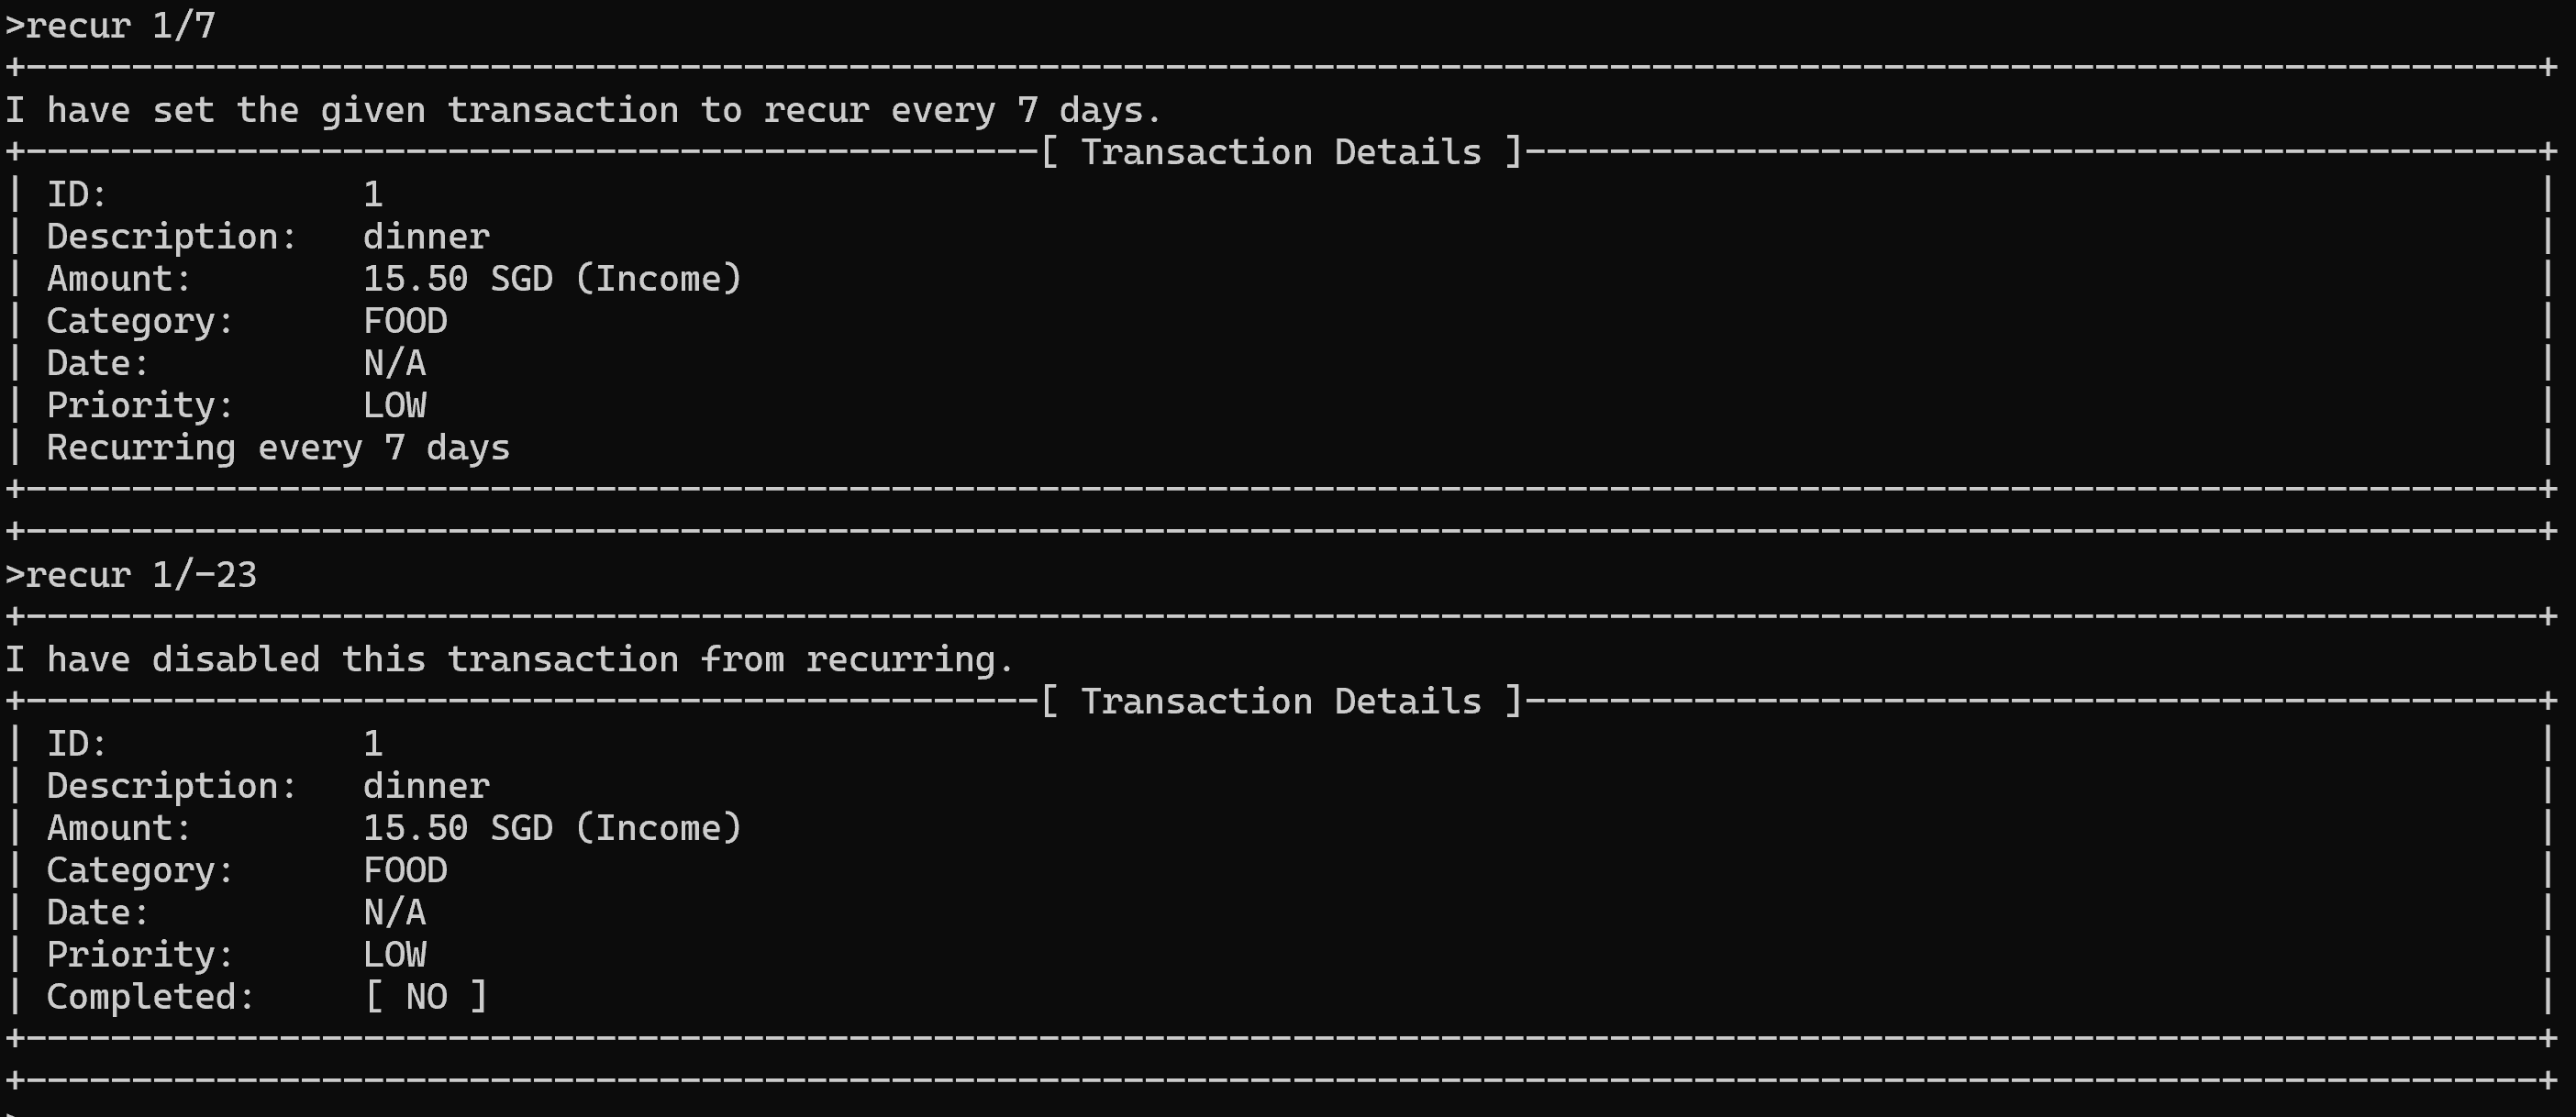 >recur 1/7
+-----------------------------------------------------------------------------------------------------------------------+
I have set the given transaction to recur every 7 days.
+------------------------------------------------[ Transaction Details ]------------------------------------------------+
| ID:            1                                                                                                      |
| Description:   dinner                                                                                                 |
| Amount:        15.50 SGD (Income)                                                                                     |
| Category:      FOOD                                                                                                   |
| Date:          N/A                                                                                                    |
| Priority:      LOW                                                                                                    |
| Recurring every 7 days                                                                                                |
+-----------------------------------------------------------------------------------------------------------------------+
+-----------------------------------------------------------------------------------------------------------------------+
>recur 1/-23
+-----------------------------------------------------------------------------------------------------------------------+
I have disabled this transaction from recurring.
+------------------------------------------------[ Transaction Details ]------------------------------------------------+
| ID:            1                                                                                                      |
| Description:   dinner                                                                                                 |
| Amount:        15.50 SGD (Income)                                                                                     |
| Category:      FOOD                                                                                                   |
| Date:          N/A                                                                                                    |
| Priority:      LOW                                                                                                    |
| Completed:     [ NO ]                                                                                                 |
+-----------------------------------------------------------------------------------------------------------------------+
+-----------------------------------------------------------------------------------------------------------------------+